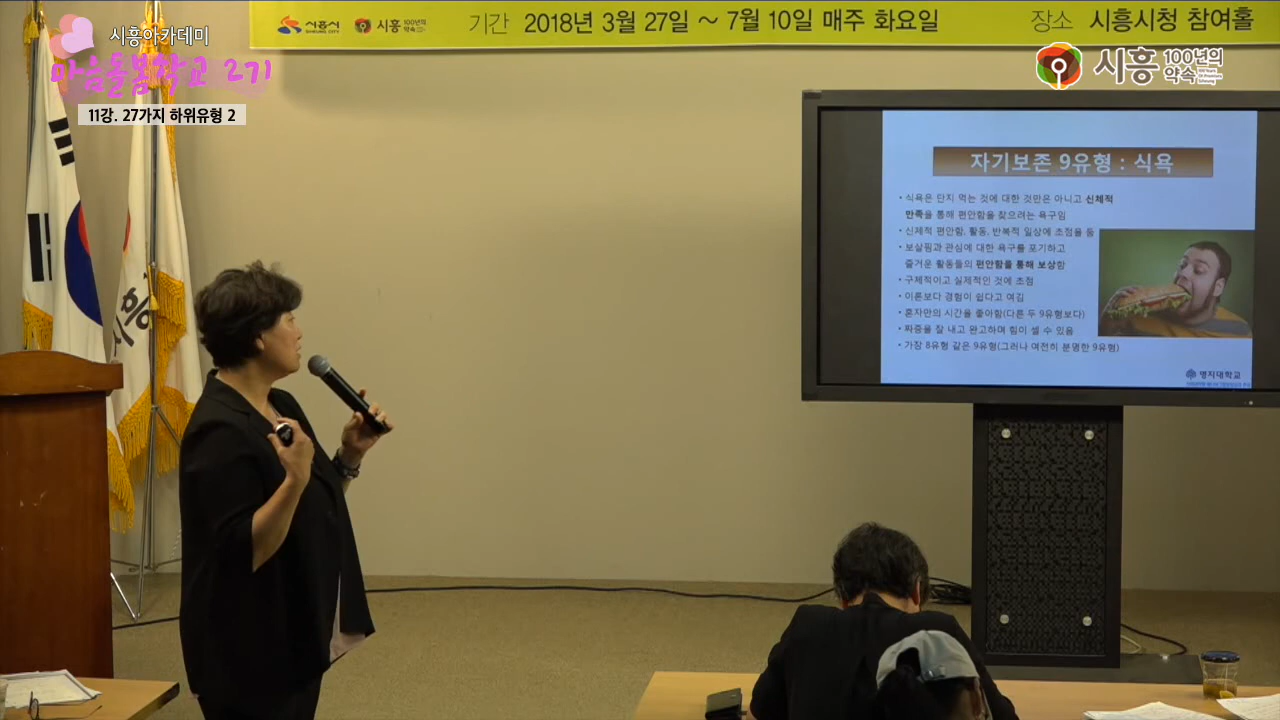 시흥시
SIHEUNG CITY
시흥 100년의 약속
기간 2018년 3월 27일 ~ 7월 10일 매주 화요일
장소 시흥시청 참여홀
시흥아카데미
마음돌봄학교 2기
11강. 27가지 하위유형 2
시흥 100년의
약속
자기보존 9유형 : 식욕
• 식욕은 단지 먹는 것에 대한 것만은 아니고 신체적
만족을 통해 편안함을 찾으려는 욕구임
• 신체적 편안함, 활동, 반복적 일상에 초점을 둠
• 보살핌과 관심에 대한 욕구를 포기하고
즐거운 활동들의 편안함을 통해 보상함
• 구체적이고 실제적인 것에 초점
• 이론보다 경험이 쉽다고 여김
• 혼자만의 시간을 좋아함(다른 두 9유형보다)
• 짜증을 잘 내고 완고하며 힘이 셀 수 있음
• 가장 8유형 같은 9유형(그러나 여전히 분명한 9유형)
명지대학교